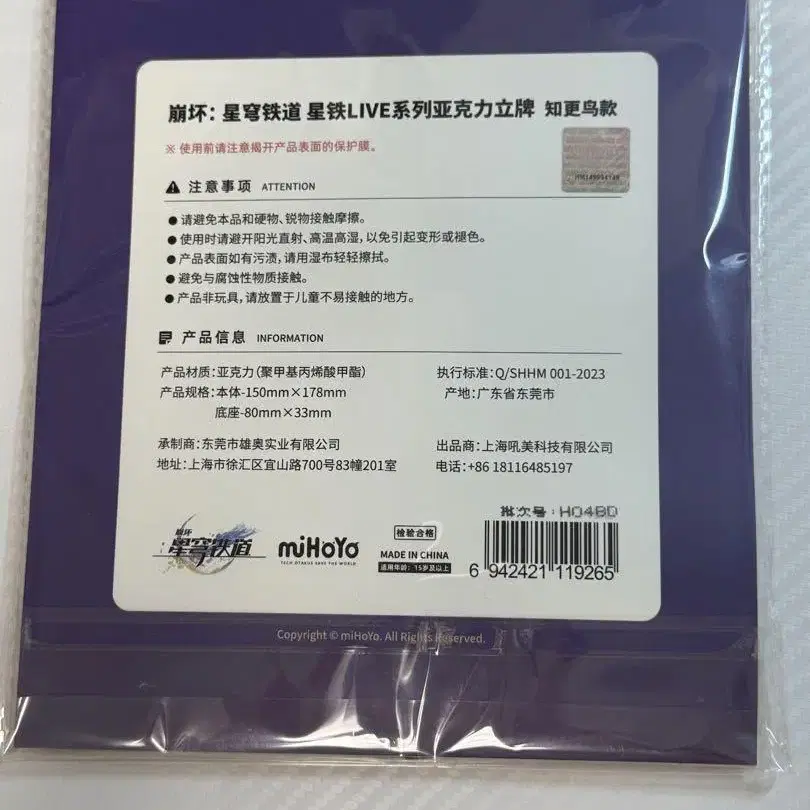 崩坏：星穹铁道 星铁LIVE系列亚克力立牌 知更鸟款
※ 使用前请注意揭开产品表面的保护膜。
注意事项 ATTENTION
● 请避免本品和硬物、锐物接触摩擦。
● 使用时请避开阳光直射、高温高湿，以免引起变形或褪色。
● 产品表面如有污渍，请用湿布轻轻擦拭。
● 避免与腐蚀性物质接触。
● 产品非玩具，请放置于儿童不易接触的地方。
产品信息 INFORMATION
产品材质：亚克力（聚甲基丙烯酸甲酯） 执行标准：Q/SHHM 001-2023
产品规格：本体-150mm×178mm 产地：广东省东莞市
底座-80mm×33mm
承制商：东莞市雄奥实业有限公司 出品商：上海吼美科技有限公司
地址：上海市徐汇区宜山路700号83幢201室 电话：+86 18116485197
批次号：H04BD
崩坏
星穹铁道
miHoYo
TECH OTAKUS SAVE THE WORLD
检验合格
MADE IN CHINA
适用年龄：15岁及以上
6 942421 119265
Copyright © miHoYo. All Rights Reserved.